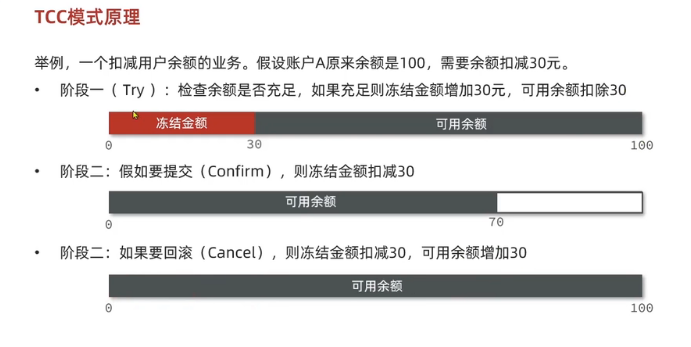 TCC模式原理
举例，一个扣减用户余额的业务。假设账户A原来余额是100，需要余额扣减30元。
• 阶段一（ Try ）：检查余额是否充足，如果充足则冻结金额增加30元，可用余额扣除30
冻结金额 可用余额
0 30 100
• 阶段二：假如要提交（Confirm），则冻结金额扣减30
可用余额
0 70
• 阶段二：如果要回滚（Cancel），则冻结金额扣减30，可用余额增加30
可用余额
0 100